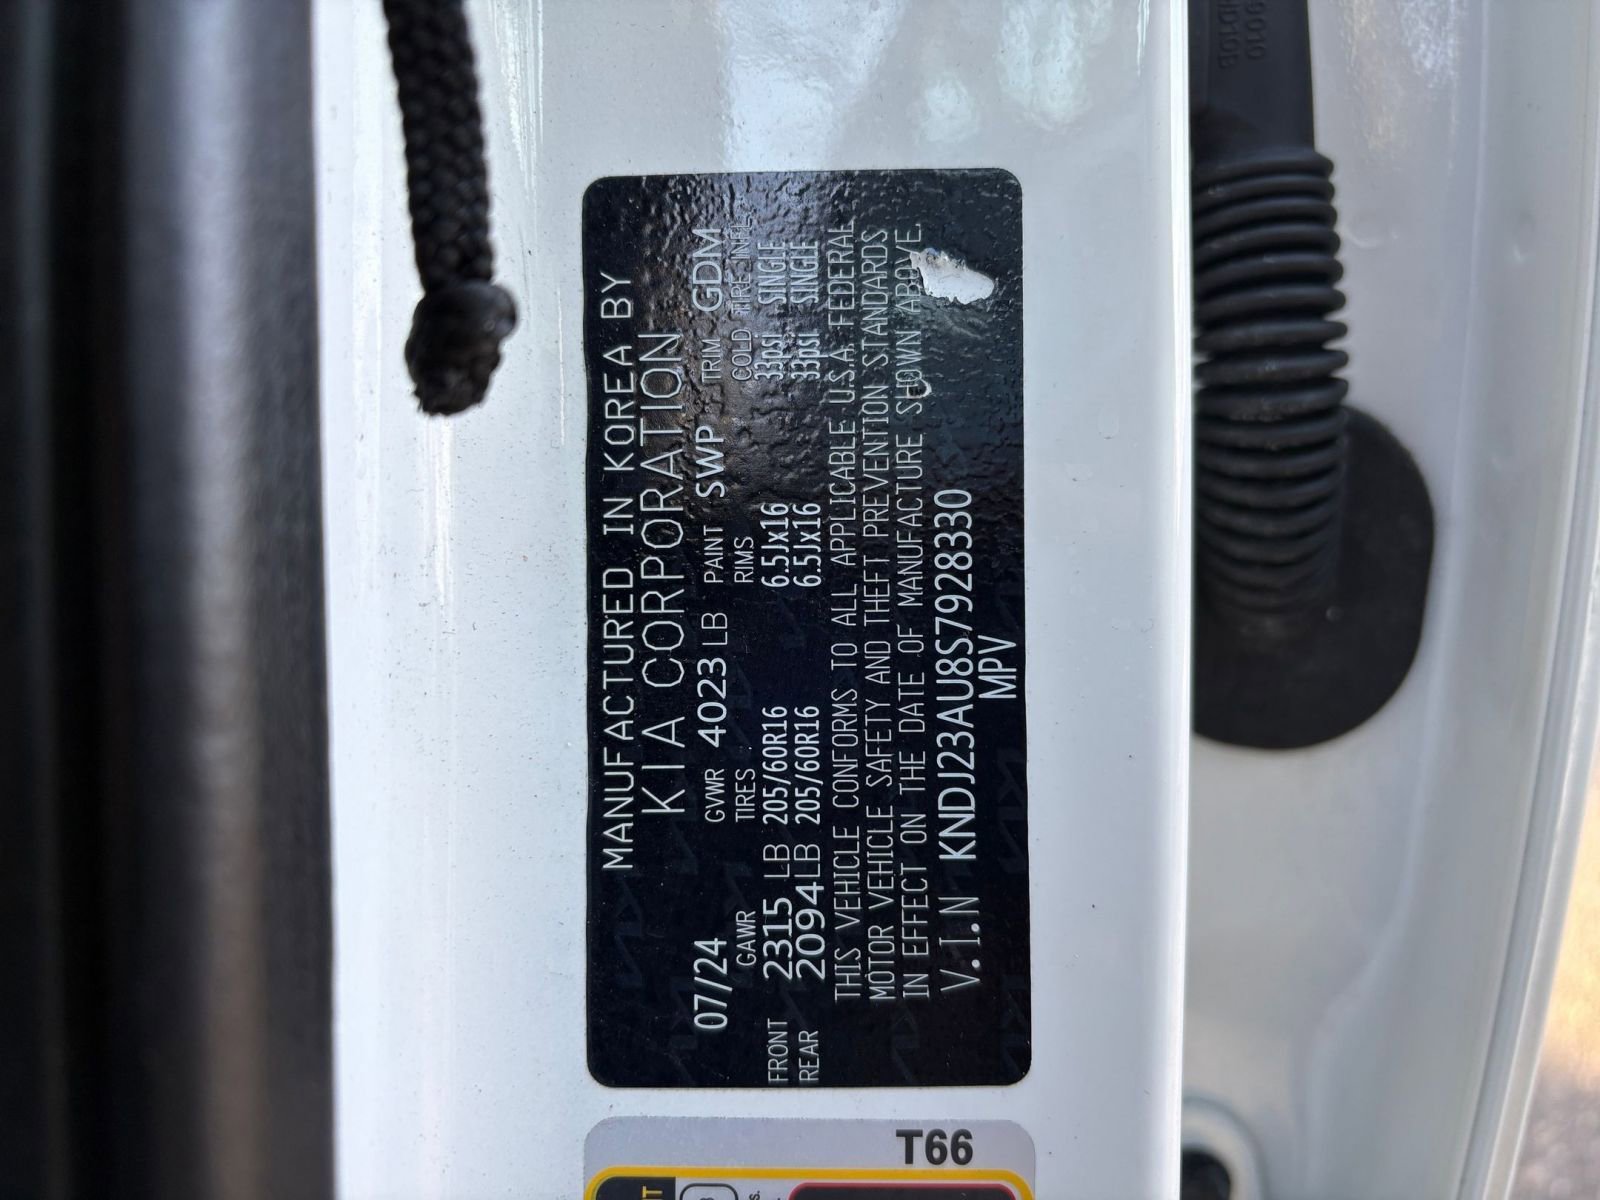 MANUFACTURED IN KOREA BY
KIA CORPORATION
07/24 GVWR 4023 LB PAINT SWP TRIM GDM
GAWR TIRES RIMS COLD TIRE INFL
FRONT 2315 LB 205/60R16 6.5Jx16 33psi SINGLE
REAR 2094 LB 205/60R16 6.5Jx16 33psi SINGLE
THIS VEHICLE CONFORMS TO ALL APPLICABLE U.S.A. FEDERAL
MOTOR VEHICLE SAFETY AND THEFT PREVENTION STANDARDS
IN EFFECT ON THE DATE OF MANUFACTURE SHOWN ABOVE.
V.I.N KNDJ23AU8S7928330
MPV
T66